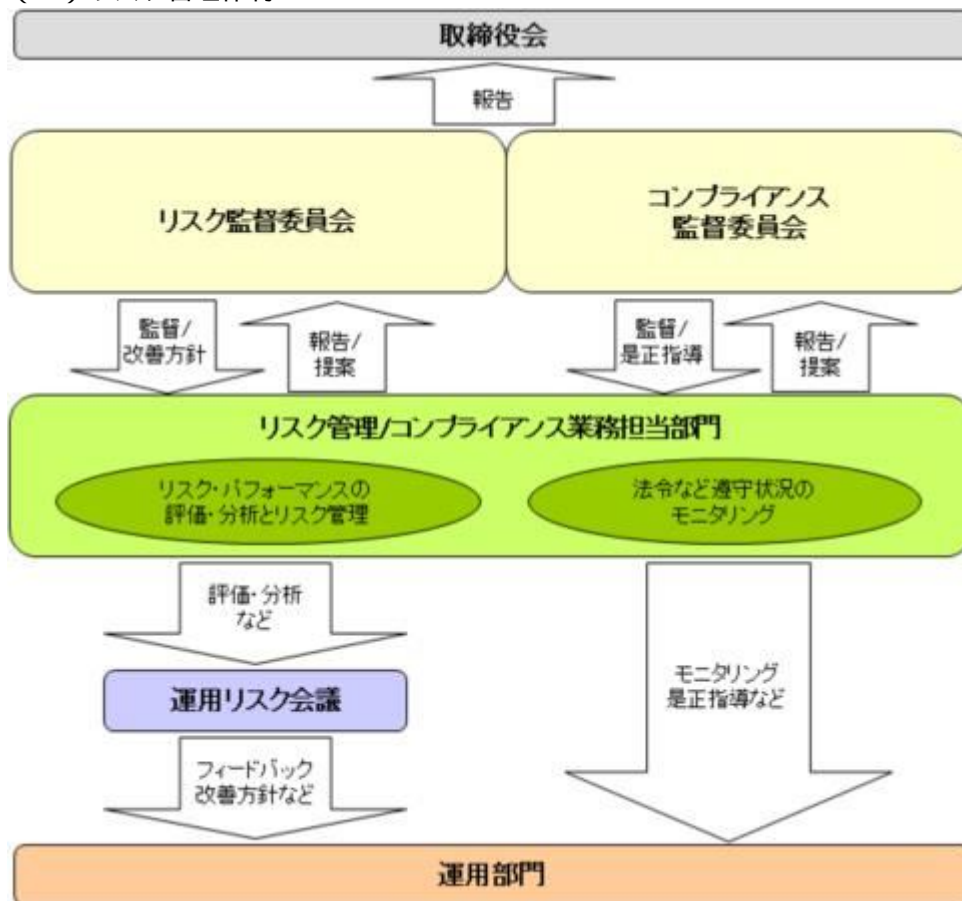 取締役会
報告
リスク監督委員会
コンプライアンス
監督委員会
監督/
改善方針
報告/
提案
監督/
是正指導
報告/
提案
リスク管理/コンプライアンス業務担当部門
リスク・パフォーマンスの
評価・分析とリスク管理
法令など遵守状況の
モニタリング
評価・分析
など
運用リスク会議
モニタリング
是正指導など
フィードバック
改善方針など
運用部門